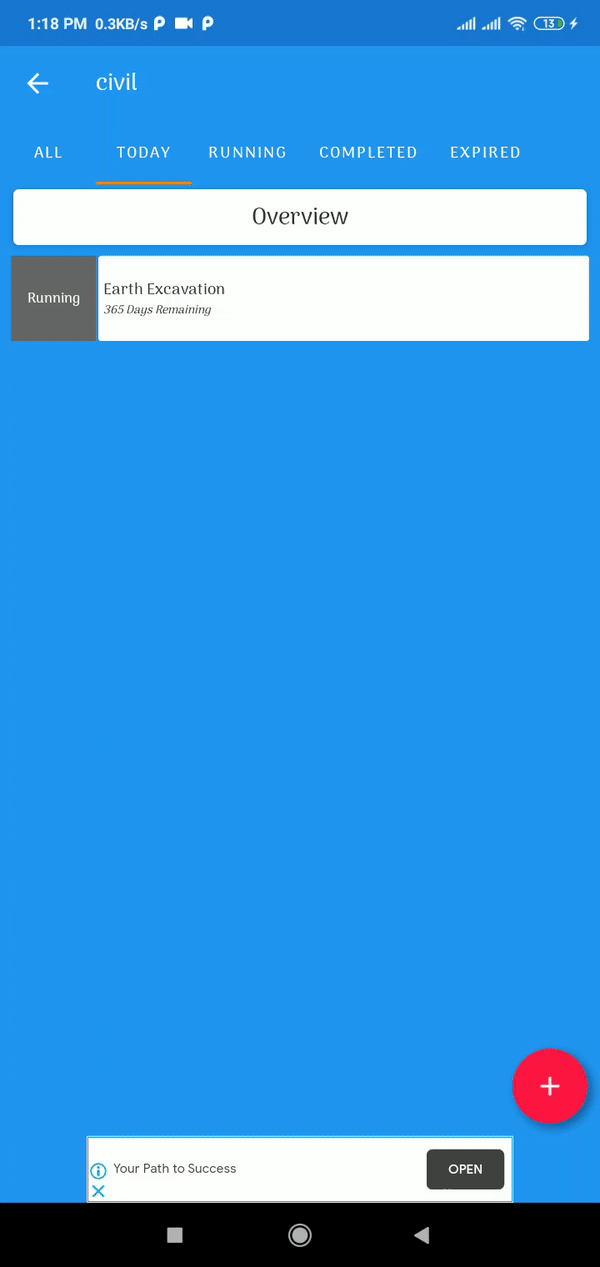 1:18 PM 0.3KB/s
13
civil
ALL TODAY RUNNING COMPLETED EXPIRED
Overview
Running
Earth Excavation
365 Days Remaining
Your Path to Success
OPEN